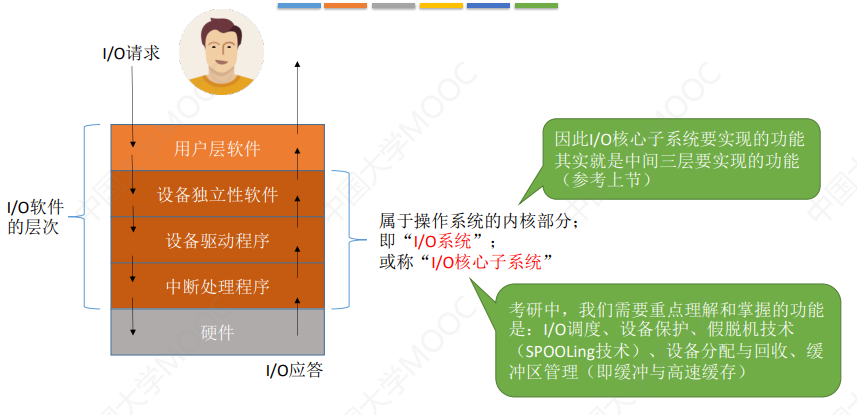 I/O请求
用户层软件
设备独立性软件
设备驱动程序
中断处理程序
硬件
I/O应答
I/O软件
的层次
属于操作系统的内核部分；
即“I/O系统”；
或称“I/O核心子系统”
因此I/O核心子系统要实现的功能
其实就是中间三层要实现的功能
（参考上节）
考研中，我们需要重点理解和掌握的功能
是：I/O调度、设备保护、假脱机技术
（SPOOLing技术）、设备分配与回收、缓
冲区管理（即缓冲与高速缓存）
中国大学MOOC